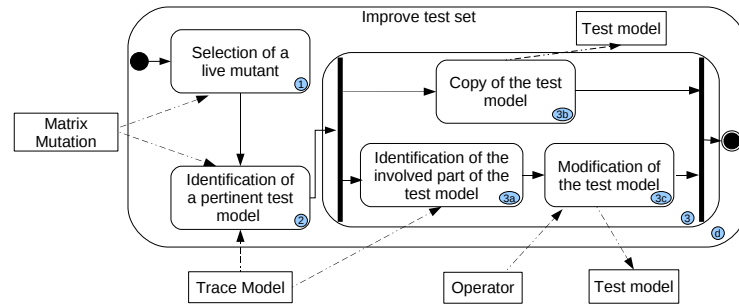 Improve test set
Test model
Selection of a
live mutant
1
Copy of the test
model
3b
Matrix
Mutation
Identification of
a pertinent test
model
2
Identification of the
involved part of the
test model
3a
Modification
of the test model
3c
3
d
Trace Model
Operator
Test model